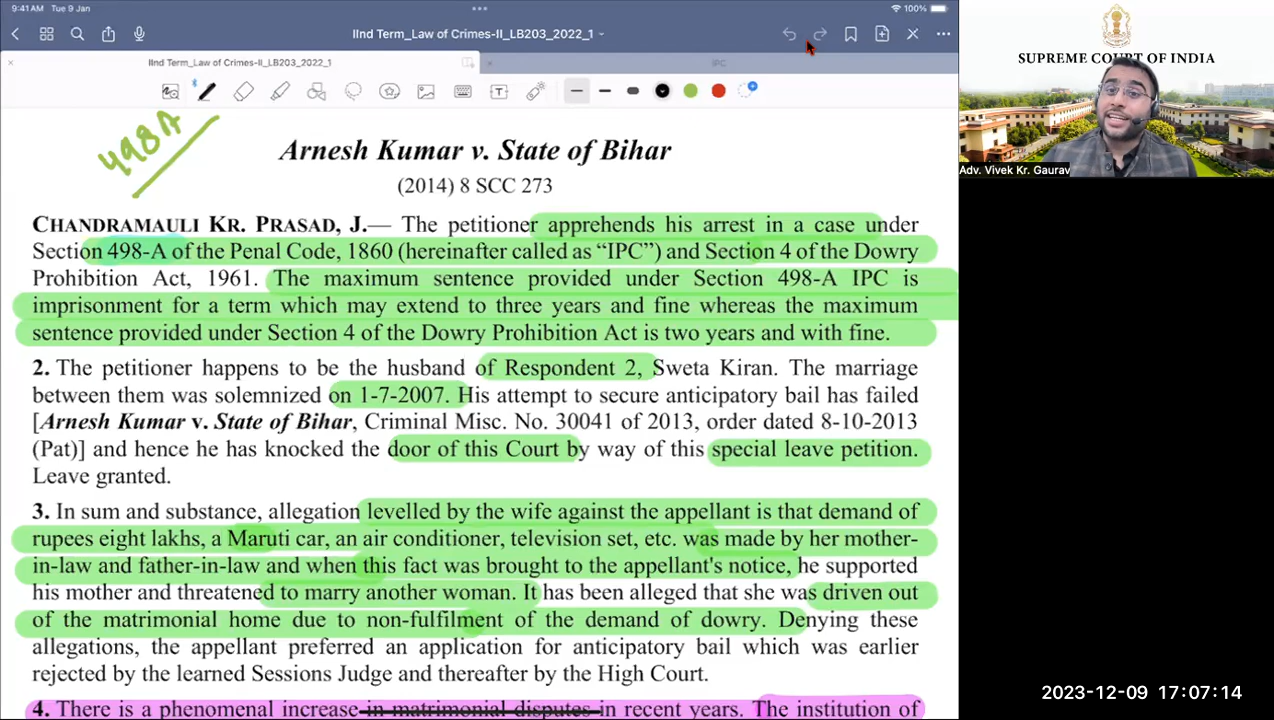 9:41 AM Tue 9 Jan
100%
IInd Term_Law of Crimes-II_LB203_2022_1
IInd Term_Law of Crimes-II_LB203_2022_1
IPC
T
498A
Arnesh Kumar v. State of Bihar
(2014) 8 SCC 273
CHANDRAMAULI KR. PRASAD, J.— The petitioner apprehends his arrest in a case under
Section 498-A of the Penal Code, 1860 (hereinafter called as “IPC”) and Section 4 of the Dowry
Prohibition Act, 1961. The maximum sentence provided under Section 498-A IPC is
imprisonment for a term which may extend to three years and fine whereas the maximum
sentence provided under Section 4 of the Dowry Prohibition Act is two years and with fine.
2. The petitioner happens to be the husband of Respondent 2, Sweta Kiran. The marriage
between them was solemnized on 1-7-2007. His attempt to secure anticipatory bail has failed
[Arnesh Kumar v. State of Bihar, Criminal Misc. No. 30041 of 2013, order dated 8-10-2013
(Pat)] and hence he has knocked the door of this Court by way of this special leave petition.
Leave granted.
3. In sum and substance, allegation levelled by the wife against the appellant is that demand of
rupees eight lakhs, a Maruti car, an air conditioner, television set, etc. was made by her mother-
in-law and father-in-law and when this fact was brought to the appellant's notice, he supported
his mother and threatened to marry another woman. It has been alleged that she was driven out
of the matrimonial home due to non-fulfilment of the demand of dowry. Denying these
allegations, the appellant preferred an application for anticipatory bail which was earlier
rejected by the learned Sessions Judge and thereafter by the High Court.
4. There is a phenomenal increase in matrimonial disputes in recent years. The institution of
SUPREME COURT OF INDIA
Adv. Vivek Kr. Gaurav
2023-12-09 17:07:14